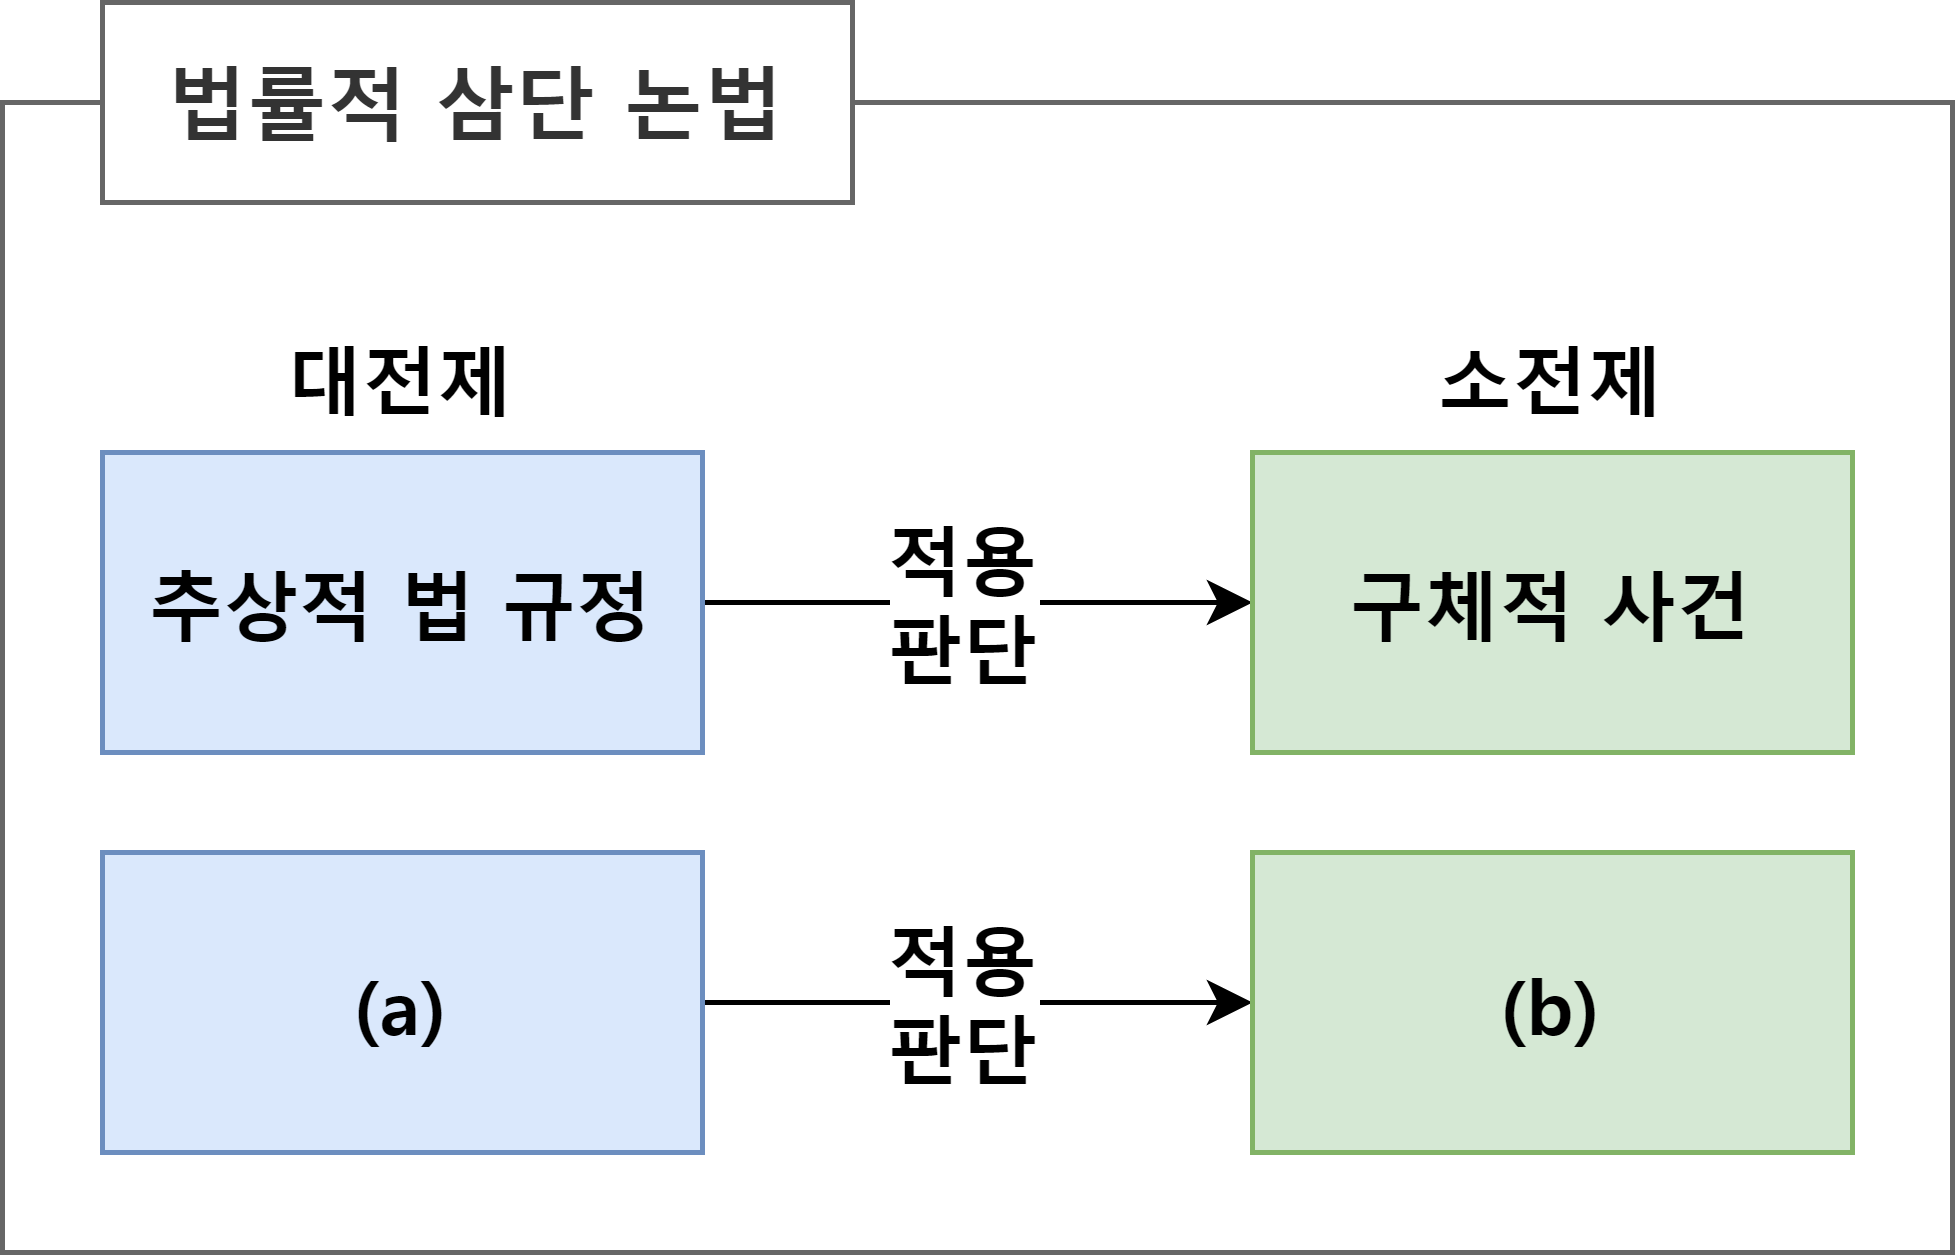 법률적 삼단 논법
대전제
소전제
추상적 법 규정
적용
판단
구체적 사건
(a)
적용
판단
(b)